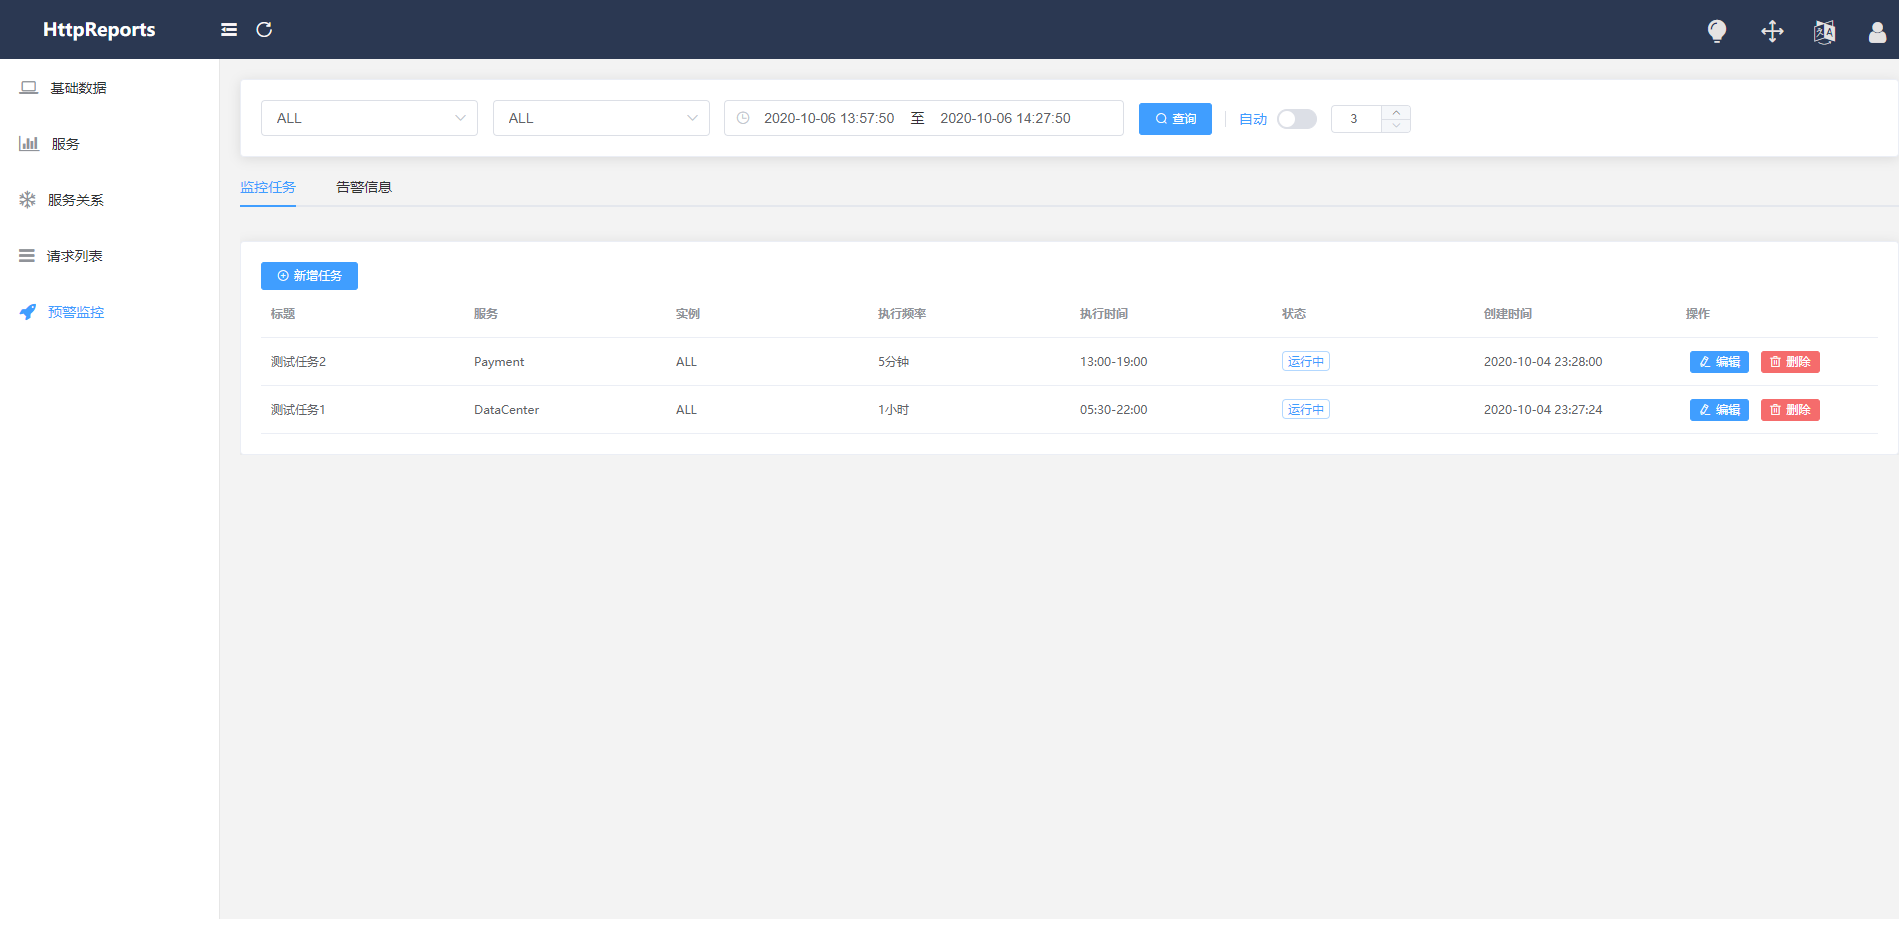 HttpReports
基础数据
服务
服务关系
请求列表
预警监控
ALL ALL 2020-10-06 13:57:50 至 2020-10-06 14:27:50 查询 自动 3
监控任务 告警信息
新增任务
标题 服务 实例 执行频率 执行时间 状态 创建时间 操作
测试任务2 Payment ALL 5分钟 13:00-19:00 运行中 2020-10-04 23:28:00 编辑 删除
测试任务1 DataCenter ALL 1小时 05:30-22:00 运行中 2020-10-04 23:27:24 编辑 删除